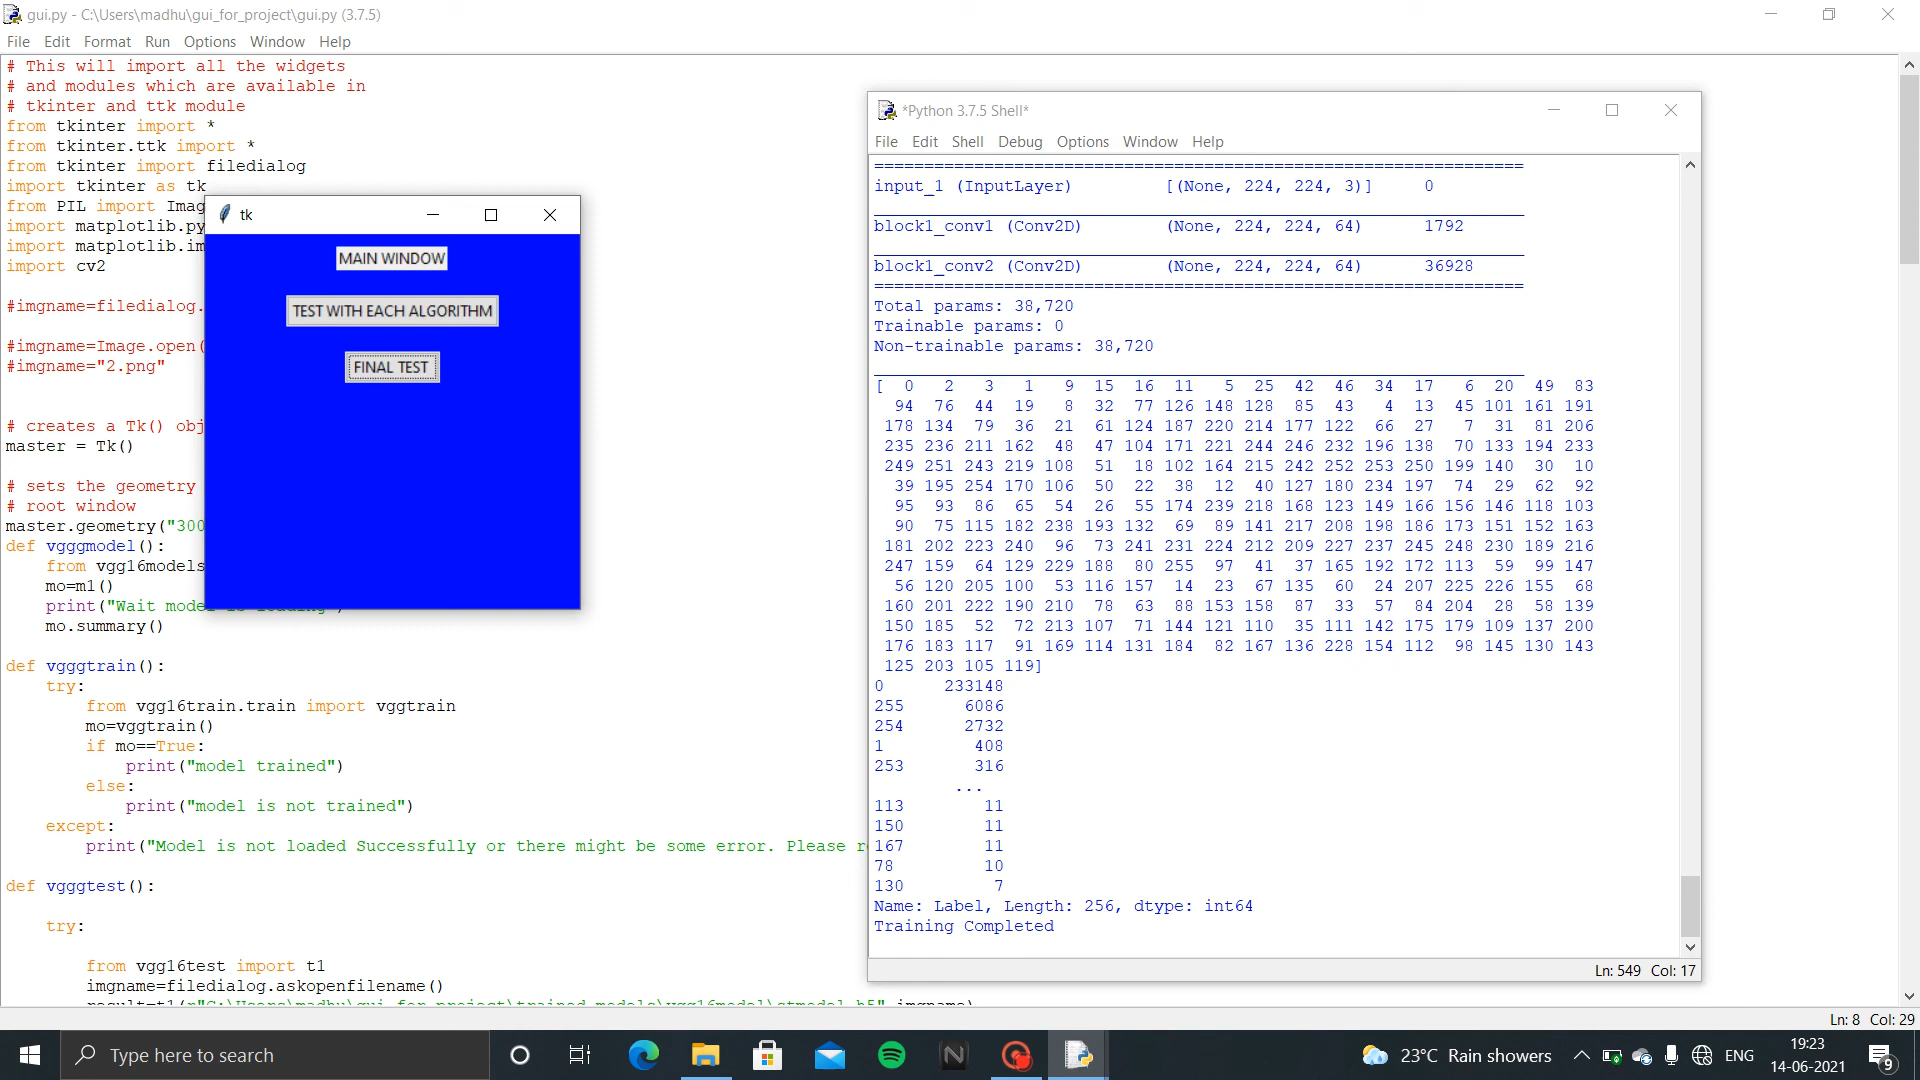 gui.py - C:\Users\madhu\gui_for_project\gui.py (3.7.5)
File Edit Format Run Options Window Help
# This will import all the widgets
# and modules which are available in
# tkinter and ttk module
from tkinter import *
from tkinter.ttk import *
from tkinter import filedialog
import tkinter as tk
from PIL import Imag
import matplotlib.py
import matplotlib.im
import cv2
#imgname=filedialog.
#imgname=Image.open(
#imgname="2.png"
# creates a Tk() obj
master = Tk()
# sets the geometry
# root window
master.geometry("300
def vgggmodel():
from vgg16models
mo=m1()
print("Wait mode
mo.summary()
def vgggtrain():
try:
from vgg16train.train import vggtrain
mo=vggtrain()
if mo==True:
print("model trained")
else:
print("model is not trained")
except:
print("Model is not loaded Successfully or there might be some error. Please r
def vgggtest():
try:
from vgg16test import t1
imgname=filedialog.askopenfilename()
tk
MAIN WINDOW
TEST WITH EACH ALGORITHM
FINAL TEST
*Python 3.7.5 Shell*
File Edit Shell Debug Options Window Help
=================================================================
input_1 (InputLayer) [(None, 224, 224, 3)] 0
_________________________________________________________________
block1_conv1 (Conv2D) (None, 224, 224, 64) 1792
_________________________________________________________________
block1_conv2 (Conv2D) (None, 224, 224, 64) 36928
=================================================================
Total params: 38,720
Trainable params: 0
Non-trainable params: 38,720
_________________________________________________________________
[ 0 2 3 1 9 15 16 11 5 25 42 46 34 17 6 20 49 83
94 76 44 19 8 32 77 126 148 128 85 43 4 13 45 101 161 191
178 134 79 36 21 61 124 187 220 214 177 122 66 27 7 31 81 206
235 236 211 162 48 47 104 171 221 244 246 232 196 138 70 133 194 233
249 251 243 219 108 51 18 102 164 215 242 252 253 250 199 140 30 10
39 195 254 170 106 50 22 38 12 40 127 180 234 197 74 29 62 92
95 93 86 65 54 26 55 174 239 218 168 123 149 166 156 146 118 103
90 75 115 182 238 193 132 69 89 141 217 208 198 186 173 151 152 163
181 202 223 240 96 73 241 231 224 212 209 227 237 245 248 230 189 216
247 159 64 129 229 188 80 255 97 41 37 165 192 172 113 59 99 147
56 120 205 100 53 116 157 14 23 67 135 60 24 207 225 226 155 68
160 201 222 190 210 78 63 88 153 158 87 33 57 84 204 28 58 139
150 185 52 72 213 107 71 144 121 110 35 111 142 175 179 109 137 200
176 183 117 91 169 114 131 184 82 167 136 228 154 112 98 145 130 143
125 203 105 119]
0 233148
255 6086
254 2732
1 408
253 316
...
113 11
150 11
167 11
78 10
130 7
Name: Label, Length: 256, dtype: int64
Training Completed
Ln: 549 Col: 17
Ln: 8 Col: 29
Type here to search
23°C Rain showers
ENG
19:23
14-06-2021
9